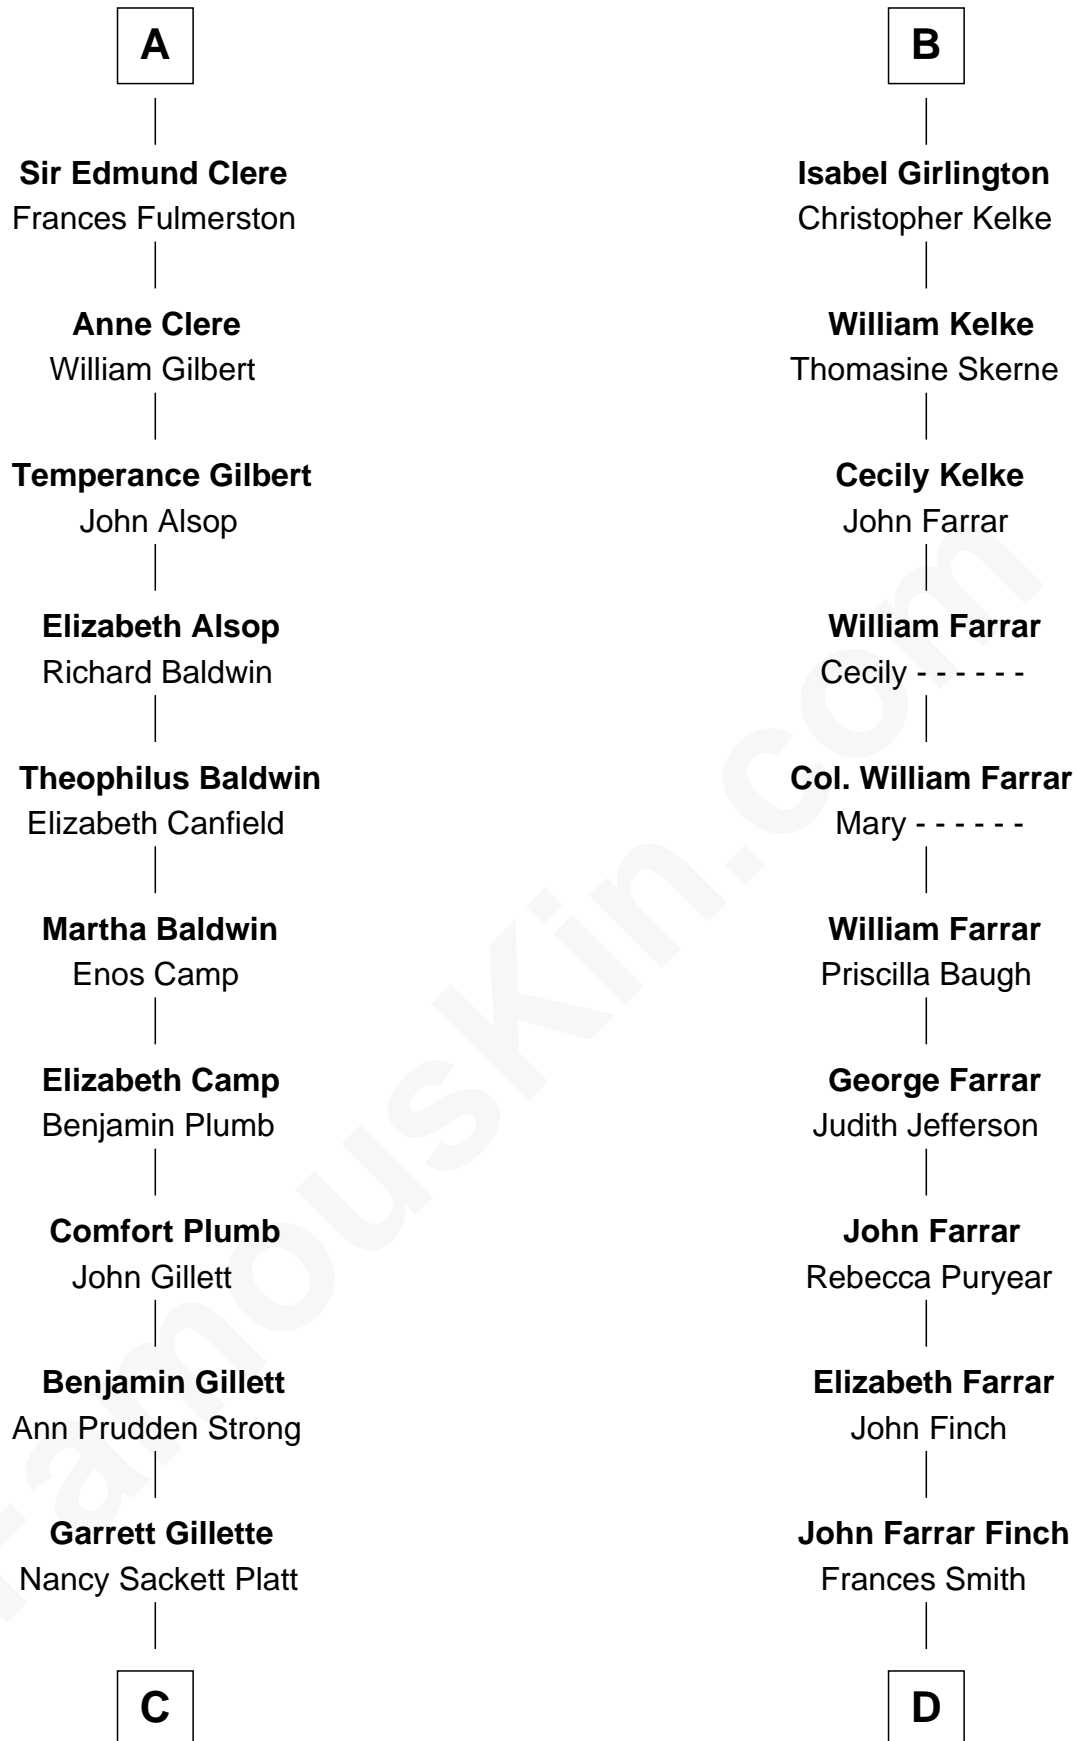 A
Sir Edmund Clere
Frances Fulmerston
Anne Clere
William Gilbert
Temperance Gilbert
John Alsop
Elizabeth Alsop
Richard Baldwin
Theophilus Baldwin
Elizabeth Canfield
Martha Baldwin
Enos Camp
Elizabeth Camp
Benjamin Plumb
Comfort Plumb
John Gillett
Benjamin Gillett
Ann Prudden Strong
Garrett Gillette
Nancy Sackett Platt
C
B
Isabel Girlington
Christopher Kelke
William Kelke
Thomasine Skerne
Cecily Kelke
John Farrar
William Farrar
Cecily - - - - - -
Col. William Farrar
Mary - - - - - -
William Farrar
Priscilla Baugh
George Farrar
Judith Jefferson
John Farrar
Rebecca Puryear
Elizabeth Farrar
John Finch
John Farrar Finch
Frances Smith
D
FamousKin.com